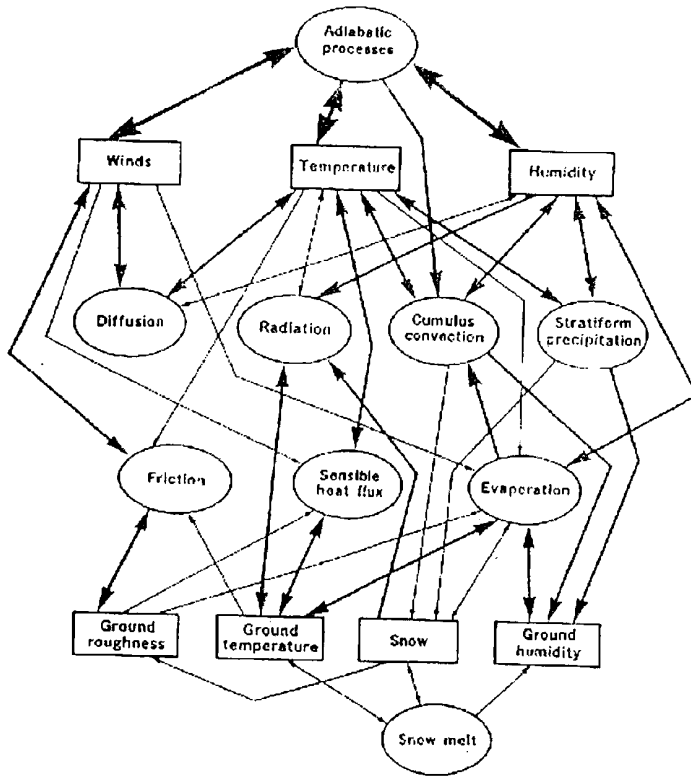 Adiabatic
processes
Winds
Temperature
Humidity
Diffusion
Radiation
Cumulus
convection
Stratiform
precipitation
Friction
Sensible
heat flux
Evaporation
Ground
roughness
Ground
temperature
Snow
Ground
humidity
Snow melt